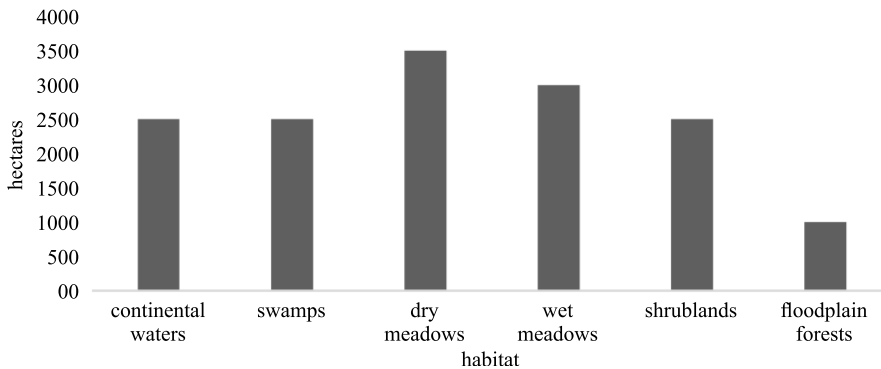 4000
3500
3000
2500
2000
1500
1000
500
00
hectares
continental swamps dry wet shrublands floodplain
waters meadows meadows forests
habitat